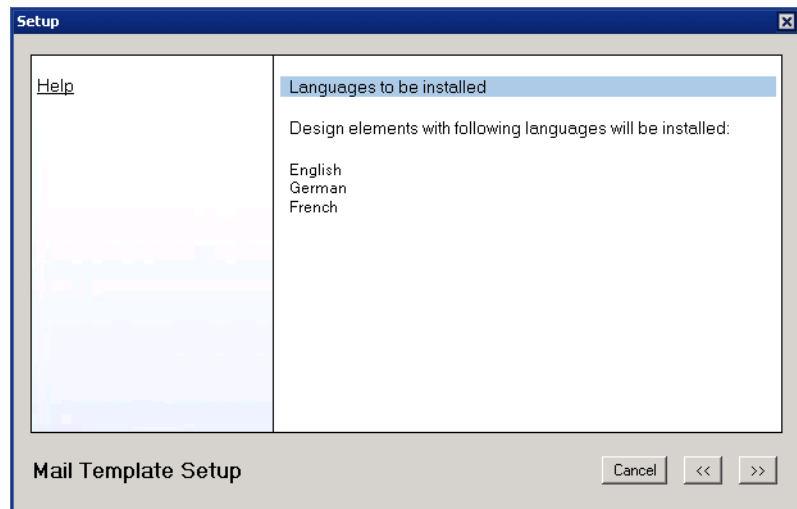 Setup
Help
Languages to be installed
Design elements with following languages will be installed:
English
German
French
Mail Template Setup
Cancel << >>